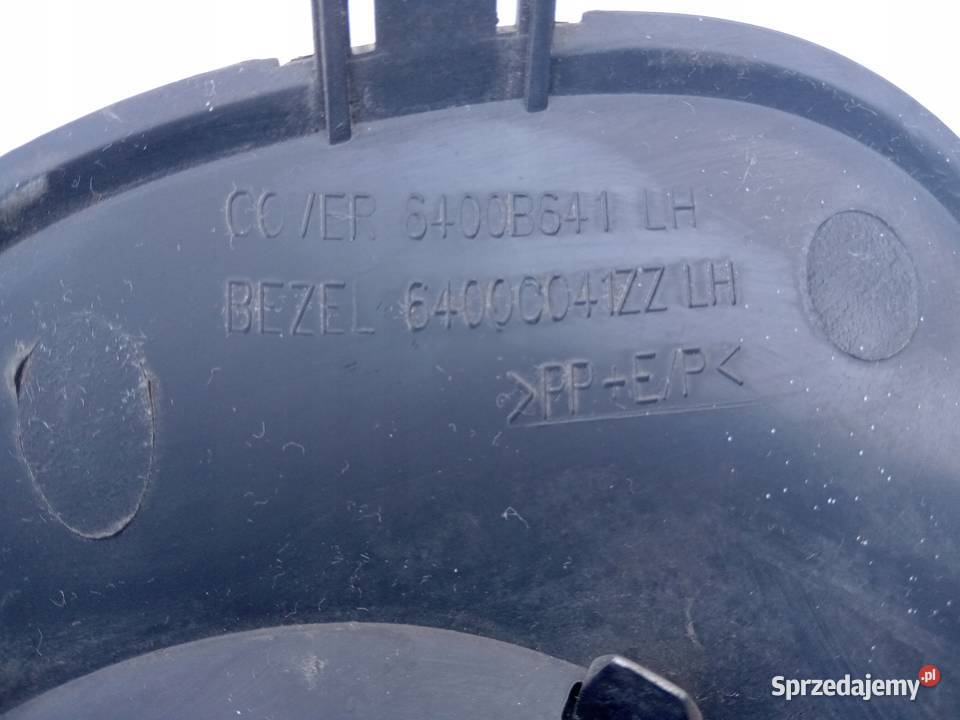 COVER 6400B641 LH
BEZEL 6400C041ZZ LH
>PP+E/P<
Sprzedajemy.pl